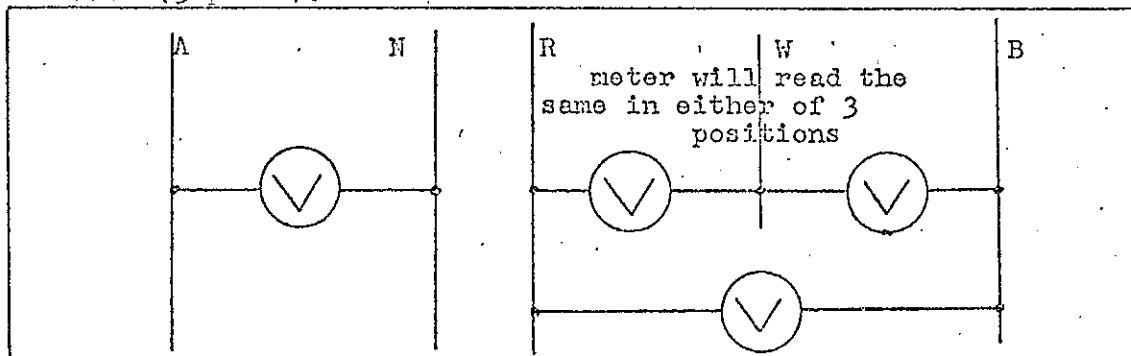 A N R W B
meter will read the
same in either of 3
positions
V V V
V